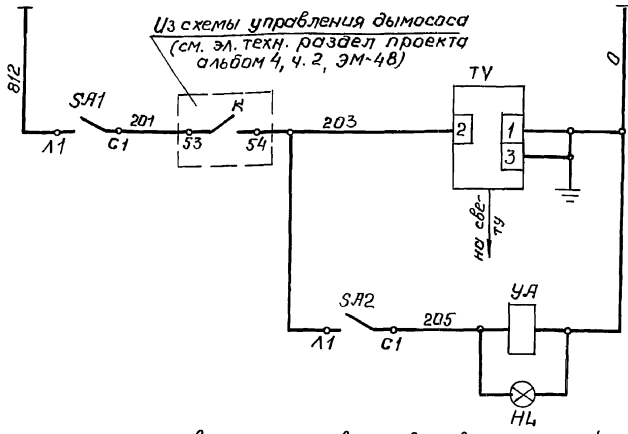 Из схемы управления дымососа
(см. эл. техн. раздел проекта
альбом 4, ч. 2, ЭМ-48)
812
0
SA1
201
К
203
TV
Л1
С1
53
54
2
1
3
на све-
ту
SA2
205
УА
Л1
С1
HL